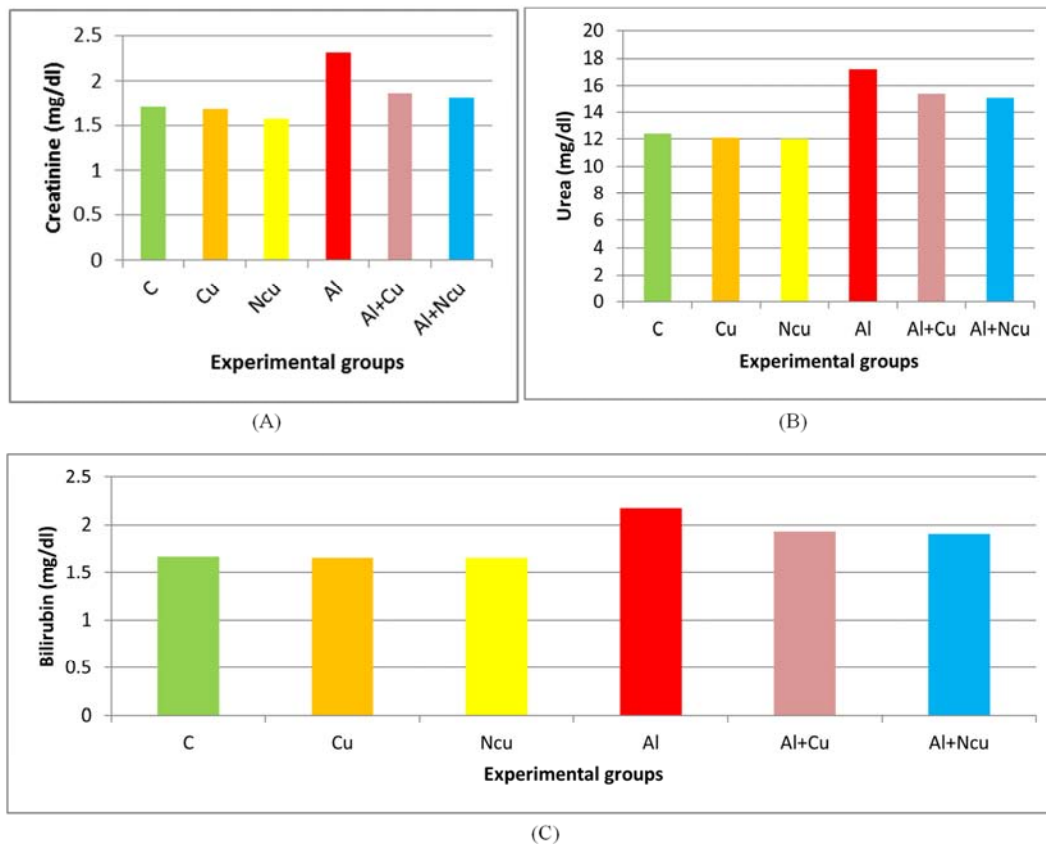 Creatinine (mg/dl)
2.5
2
1.5
1
0.5
0
C
Cu
Ncu
Al
Al+Cu
Al+Ncu
Experimental groups
(A)
Urea (mg/dl)
20
18
16
14
12
10
8
6
4
2
0
C Cu Ncu Al Al+Cu Al+Ncu
Experimental groups
(B)
Bilirubin (mg/dl)
2.5
2
1.5
1
0.5
0
C Cu Ncu Al Al+Cu Al+Ncu
Experimental groups
(C)